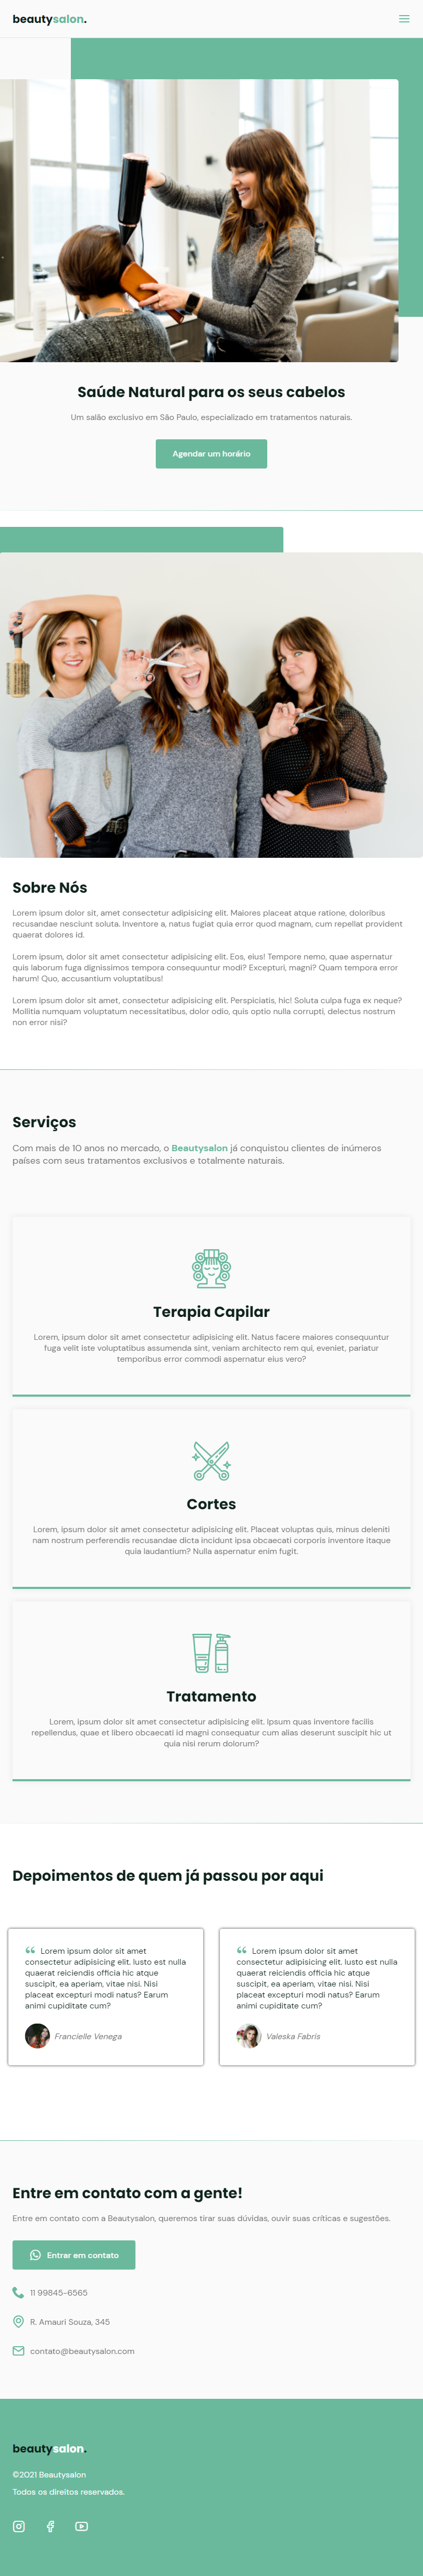 beautysalon.
Saúde Natural para os seus cabelos
Um salão exclusivo em São Paulo, especializado em tratamentos naturais.
Agendar um horário
Sobre Nós
Lorem ipsum dolor sit, amet consectetur adipisicing elit. Maiores placeat atque ratione, doloribus
recusandae nesciunt soluta. Inventore a, natus fugiat quia error quod magnam, cum repellat provident
quaerat dolores id.
Lorem ipsum, dolor sit amet consectetur adipisicing elit. Eos, eius! Tempore nemo, quae aspernatur
quis laborum fuga dignissimos tempora consequuntur modi? Excepturi, magni? Quam tempora error
harum! Quo, accusantium voluptatibus!
Lorem ipsum dolor sit amet, consectetur adipisicing elit. Perspiciatis, hic! Soluta culpa fuga ex neque?
Mollitia numquam voluptatum necessitatibus, dolor odio, quis optio nulla corrupti, delectus nostrum
non error nisi?
Serviços
Com mais de 10 anos no mercado, o Beautysalon já conquistou clientes de inúmeros
países com seus tratamentos exclusivos e totalmente naturais.
Terapia Capilar
Lorem, ipsum dolor sit amet consectetur adipisicing elit. Natus facere maiores consequuntur
fuga velit iste voluptatibus assumenda sint, veniam architecto rem qui, eveniet, pariatur
temporibus error commodi aspernatur eius vero?
Cortes
Lorem, ipsum dolor sit amet consectetur adipisicing elit. Placeat voluptas quis, minus deleniti
nam nostrum perferendis recusandae dicta incidunt ipsa obcaecati corporis inventore itaque
quia laudantium? Nulla aspernatur enim fugit.
Tratamento
Lorem, ipsum dolor sit amet consectetur adipisicing elit. Ipsum quas inventore facilis
repellendus, quae et libero obcaecati id magni consequatur cum alias deserunt suscipit hic ut
quia nisi rerum dolorum?
Depoimentos de quem já passou por aqui
“ Lorem ipsum dolor sit amet
consectetur adipisicing elit. Iusto est nulla
quaerat reiciendis officia hic atque
suscipit, ea aperiam, vitae nisi. Nisi
placeat excepturi modi natus? Earum
animi cupiditate cum?
Francielle Venega
“ Lorem ipsum dolor sit amet
consectetur adipisicing elit. Iusto est nulla
quaerat reiciendis officia hic atque
suscipit, ea aperiam, vitae nisi. Nisi
placeat excepturi modi natus? Earum
animi cupiditate cum?
Valeska Fabris
Entre em contato com a gente!
Entre em contato com a Beautysalon, queremos tirar suas dúvidas, ouvir suas críticas e sugestões.
Entrar em contato
11 99845-6565
R. Amauri Souza, 345
contato@beautysalon.com
beautysalon.
©2021 Beautysalon
Todos os direitos reservados.